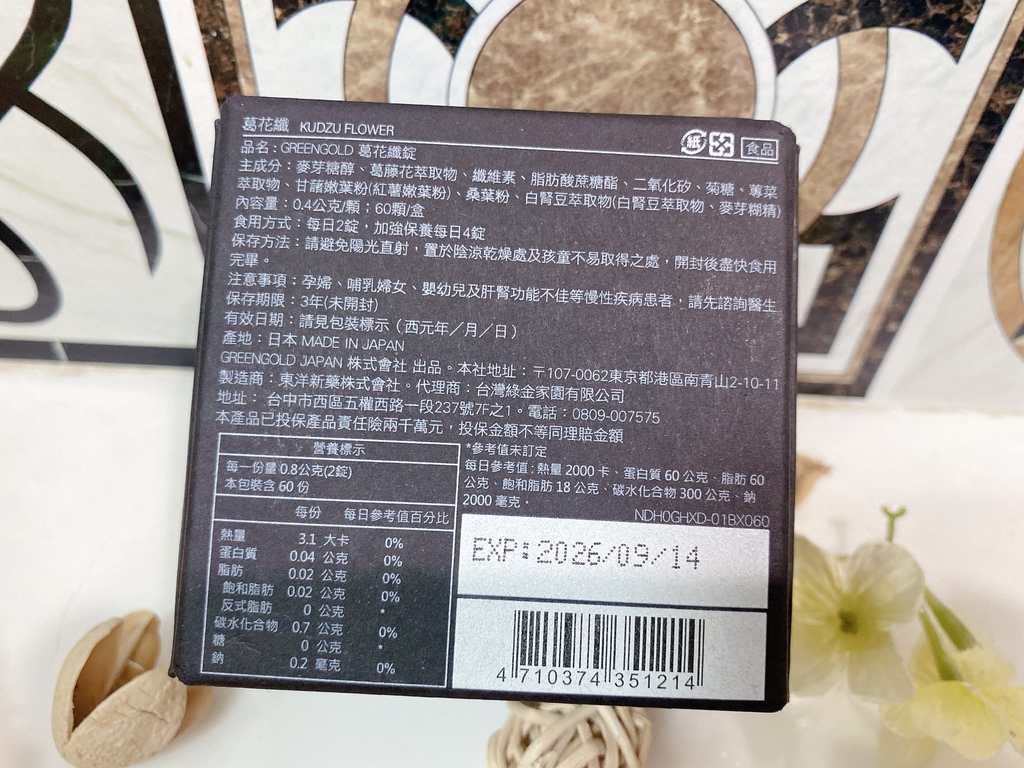 葛花纖 KUDZU FLOWER
紙
食品
品名：GREENGOLD 葛花纖錠
主成分：麥芽糖醇、葛藤花萃取物、纖維素、脂肪酸蔗糖酯、二氧化矽、菊糖、蓴菜
萃取物、甘藷嫩葉粉(紅薯嫩葉粉)、桑葉粉、白腎豆萃取物(白腎豆萃取物、麥芽糊精)
內容量：0.4公克/顆；60顆/盒
食用方式：每日2錠，加強保養每日4錠
保存方法：請避免陽光直射，置於陰涼乾燥處及孩童不易取得之處，開封後盡快食用
完畢。
注意事項：孕婦、哺乳婦女、嬰幼兒及肝腎功能不佳等慢性疾病患者，請先諮詢醫生
保存期限：3年(未開封)
有效日期：請見包裝標示（西元年／月／日）
產地：日本 MADE IN JAPAN
GREENGOLD JAPAN 株式會社 出品。本社地址：〒107-0062東京都港區南青山2-10-11
製造商：東洋新藥株式會社。代理商：台灣綠金家園有限公司
地址： 台中市西區五權西路一段237號7F之1。電話：0809-007575
本產品已投保產品責任險兩千萬元，投保金額不等同理賠金額
營養標示
每一份量 0.8公克(2錠)
本包裝含 60 份
每份 每日參考值百分比
熱量 3.1 大卡 0%
蛋白質 0.04 公克 0%
脂肪 0.02 公克 0%
飽和脂肪 0.02 公克 0%
反式脂肪 0 公克 *
碳水化合物 0.7 公克 0%
糖 0 公克 *
鈉 0.2 毫克 0%
*參考值未訂定
每日參考值：熱量 2000 卡、蛋白質 60 公克、脂肪 60
公克、飽和脂肪 18 公克、碳水化合物 300 公克、鈉
2000 毫克。
NDH0GHXD-01BX060
EXP:2026/09/14
4 710374 351214